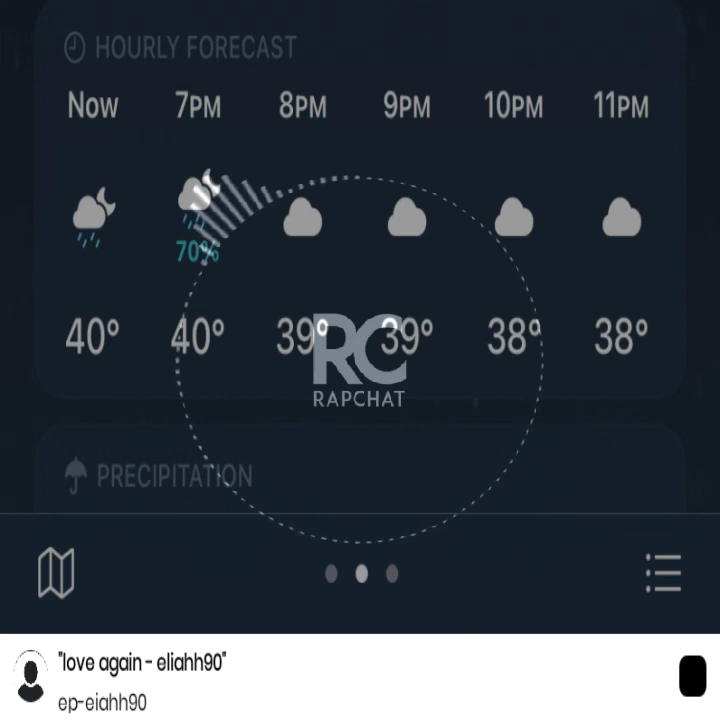 HOURLY FORECAST
Now 7PM 8PM 9PM 10PM 11PM
70%
40° 40° 39° 39° 38° 38°
RC
RAPCHAT
PRECIPITATION
"love again - eliahh90"
ep-eiahh90